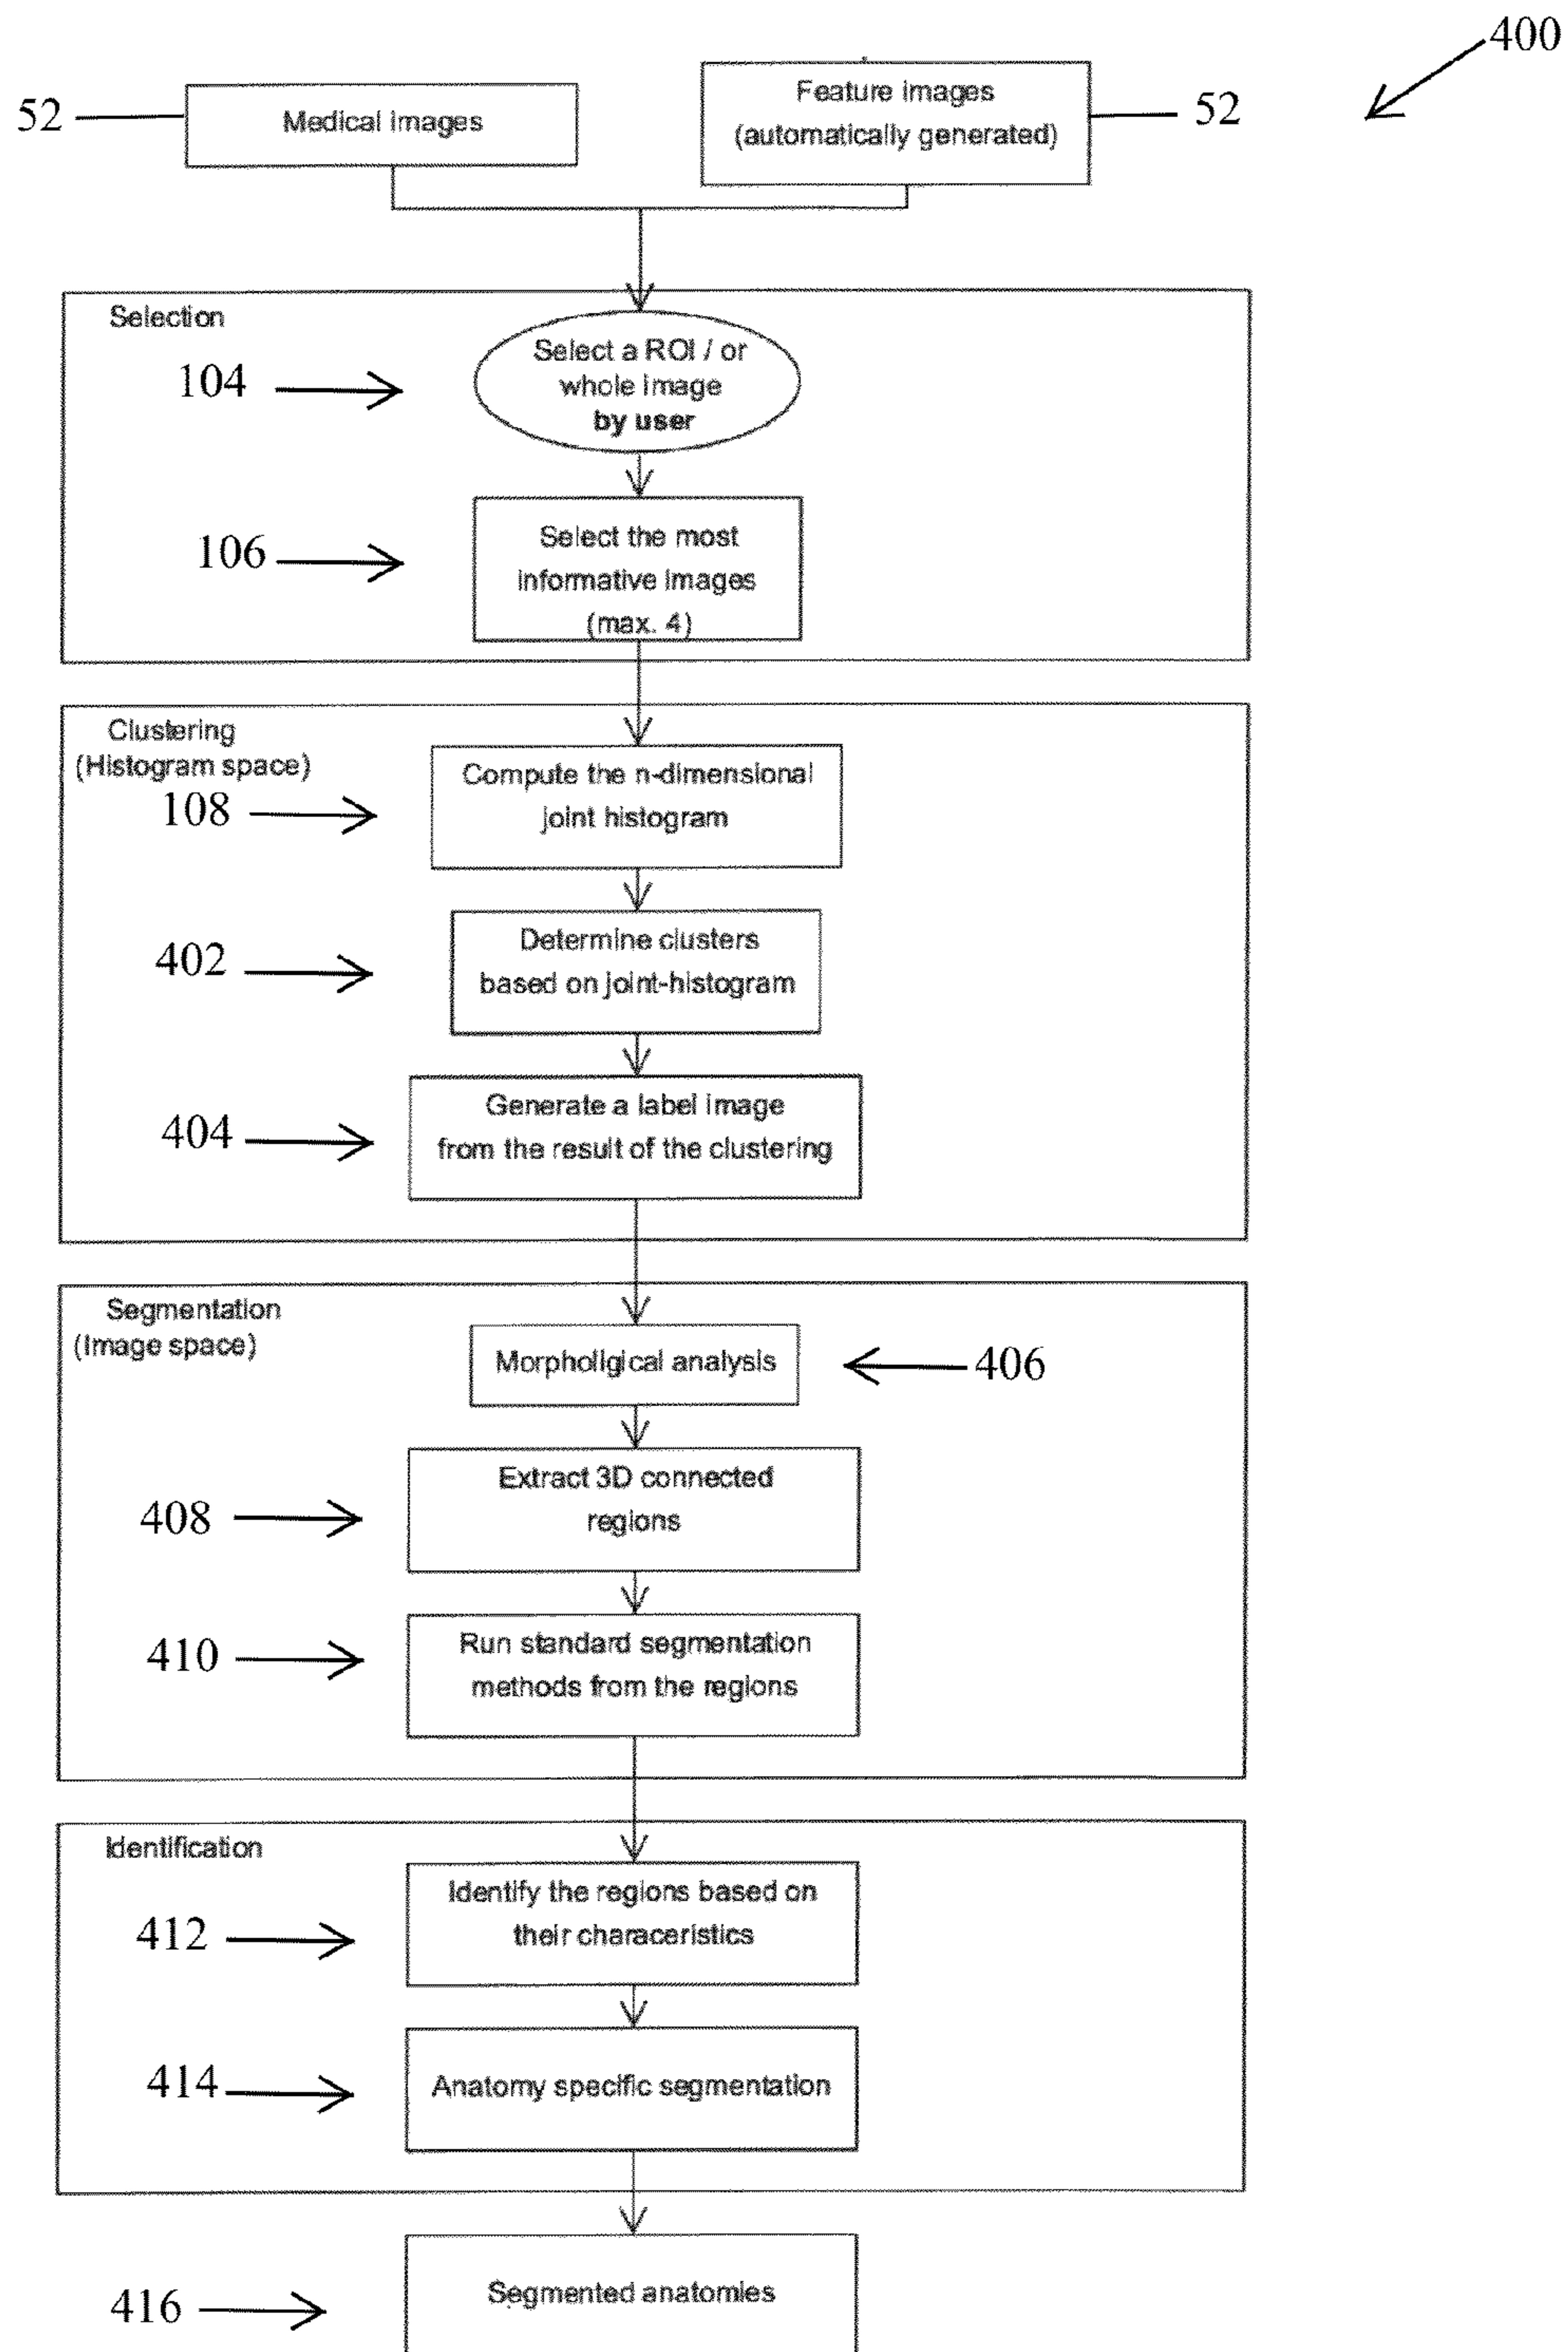 400
52
Medical images
Feature images
(automatically generated)
52
Selection
104
Select a ROI / or
whole image
by user
106
Select the most
informative images
(max. 4)
Clustering
(Histogram space)
108
Compute the n-dimensional
joint histogram
402
Determine clusters
based on joint-histogram
404
Generate a label image
from the result of the clustering
Segmentation
(Image space)
Morpholigical analysis
406
408
Extract 3D connected
regions
410
Run standard segmentation
methods from the regions
Identification
412
Identify the regions based on
their characeristics
414
Anatomy specific segmentation
416
Segmented anatomies